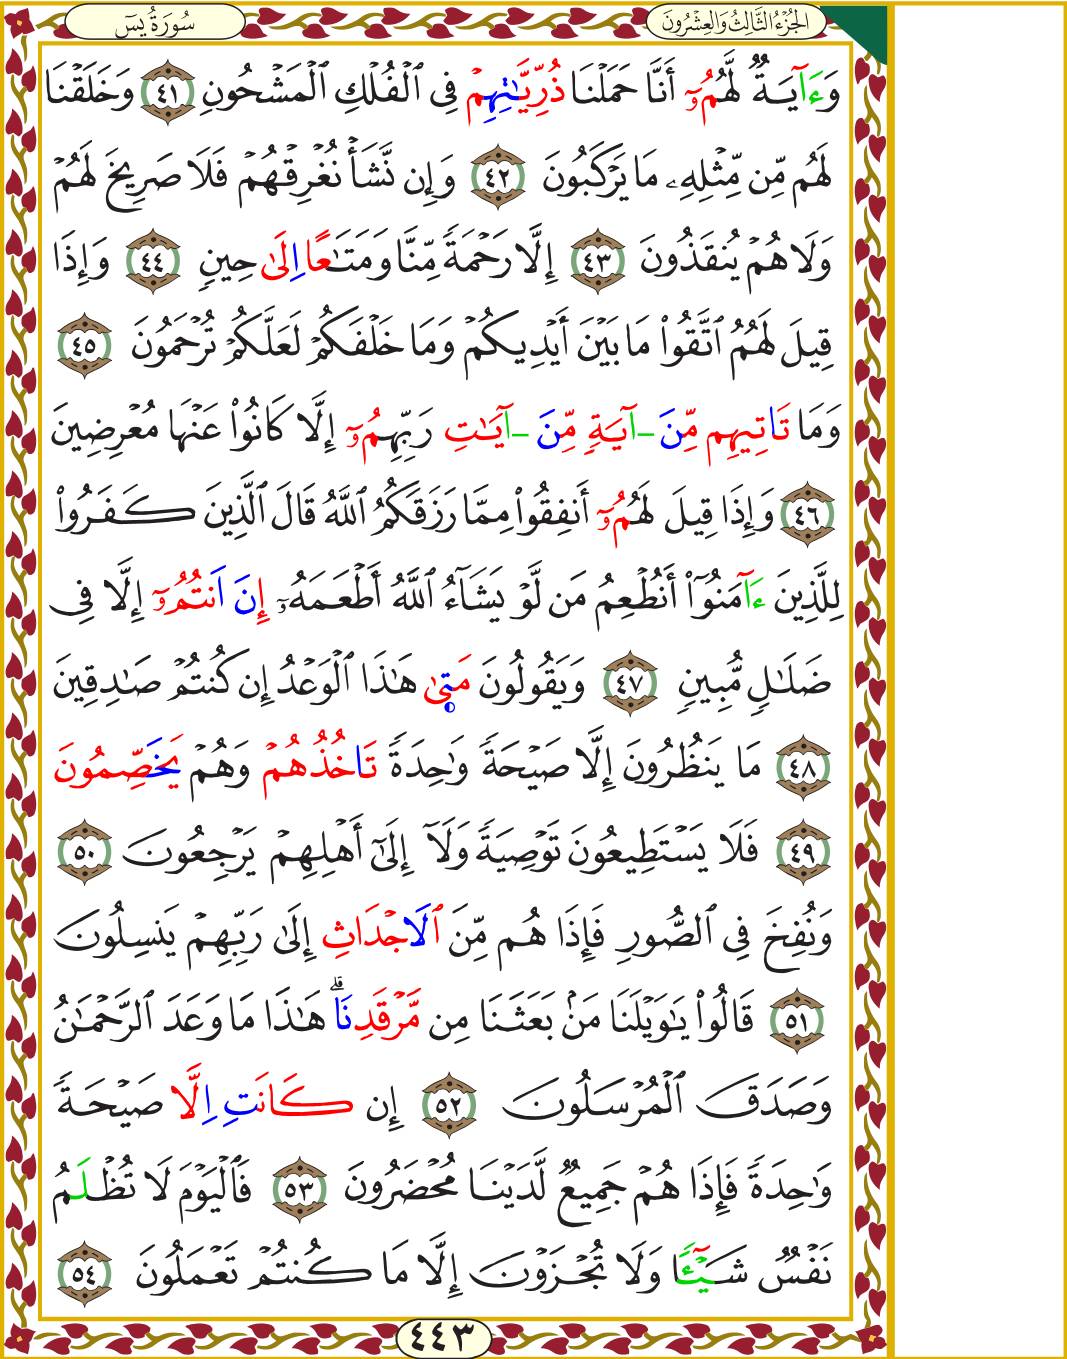 سُورَةُ يسٓ
الجُزْءُ الثَّالِثُ وَالعِشْرُونَ
وَءَايَةٌ لَّهُمُۥٓ أَنَّا حَمَلْنَا ذُرِّيَّـٰتِهِمْ فِى ٱلْفُلْكِ ٱلْمَشْحُونِ ٤١ وَخَلَقْنَا
لَهُم مِّن مِّثْلِهِۦ مَا يَرْكَبُونَ ٤٢ وَإِن نَّشَأْ نُغْرِقْهُمْ فَلَا صَرِيخَ لَهُمْ
وَلَا هُمْ يُنقَذُونَ ٤٣ إِلَّا رَحْمَةً مِّنَّا وَمَتَـٰعًا اِلَىٰ حِينٍ ٤٤ وَإِذَا
قِيلَ لَهُمُ ٱتَّقُوا۟ مَا بَيْنَ أَيْدِيكُمْ وَمَا خَلْفَكُمْ لَعَلَّكُمْ تُرْحَمُونَ ٤٥
وَمَا تَاتِيهِم مِّنَ ـَايَةٍ مِّنَ ـَايَـٰتِ رَبِّهِمُۥٓ إِلَّا كَانُوا۟ عَنْهَا مُعْرِضِينَ
٤٦ وَإِذَا قِيلَ لَهُمُۥٓ أَنفِقُوا۟ مِمَّا رَزَقَكُمُ ٱللَّهُ قَالَ ٱلَّذِينَ كَفَرُوا۟
لِلَّذِينَ ءَامَنُوٓا۟ أَنُطْعِمُ مَن لَّوْ يَشَآءُ ٱللَّهُ أَطْعَمَهُۥٓ إِنَ اَنتُمُۥٓ إِلَّا فِى
ضَلَـٰلٍ مُّبِينٍ ٤٧ وَيَقُولُونَ مَتىٰ هَـٰذَا ٱلْوَعْدُ إِن كُنتُمْ صَـٰدِقِينَ
٤٨ مَا يَنظُرُونَ إِلَّا صَيْحَةً وَٰحِدَةً تَاخُذُهُمْ وَهُمْ يَخَصِّمُونَ
٤٩ فَلَا يَسْتَطِيعُونَ تَوْصِيَةً وَلَآ إِلَىٰٓ أَهْلِهِمْ يَرْجِعُونَ ٥٠
وَنُفِخَ فِى ٱلصُّورِ فَإِذَا هُم مِّنَ ٱلَاجْدَاثِ إِلَىٰ رَبِّهِمْ يَنسِلُونَ
٥١ قَالُوا۟ يَـٰوَيْلَنَا مَنۢ بَعَثَنَا مِن مَّرْقَدِنَا ۗ هَـٰذَا مَا وَعَدَ ٱلرَّحْمَـٰنُ
وَصَدَقَ ٱلْمُرْسَلُونَ ٥٢ إِن كَانَتِ اِلَّا صَيْحَةً
وَٰحِدَةً فَإِذَا هُمْ جَمِيعٌ لَّدَيْنَا مُحْضَرُونَ ٥٣ فَٱلْيَوْمَ لَا تُظْلَمُ
نَفْسٌ شَيْـًٔا وَلَا تُجْزَوْنَ إِلَّا مَا كُنتُمْ تَعْمَلُونَ ٥٤
٤٤٣